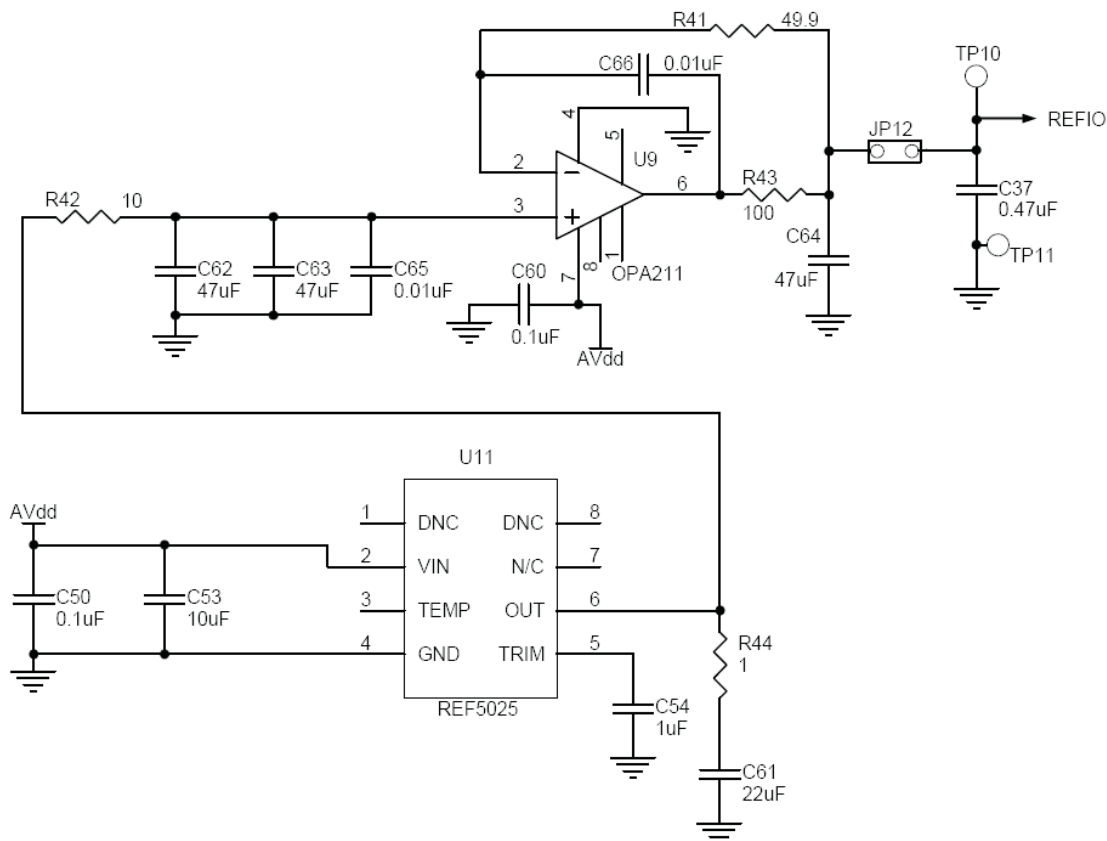 R41 49.9
C66 0.01uF
TP10
REFIO
4
5
U9
JP12
2
6
R43
100
C37
0.47uF
R42 10
3
C64
47uF
TP11
C62
47uF
C63
47uF
C65
0.01uF
C60
0.1uF
7
8
1
OPA211
AVdd
U11
AVdd
1 DNC DNC 8
2 VIN N/C 7
3 TEMP OUT 6
4 GND TRIM 5
C50
0.1uF
C53
10uF
R44
1
REF5025
C54
1uF
C61
22uF